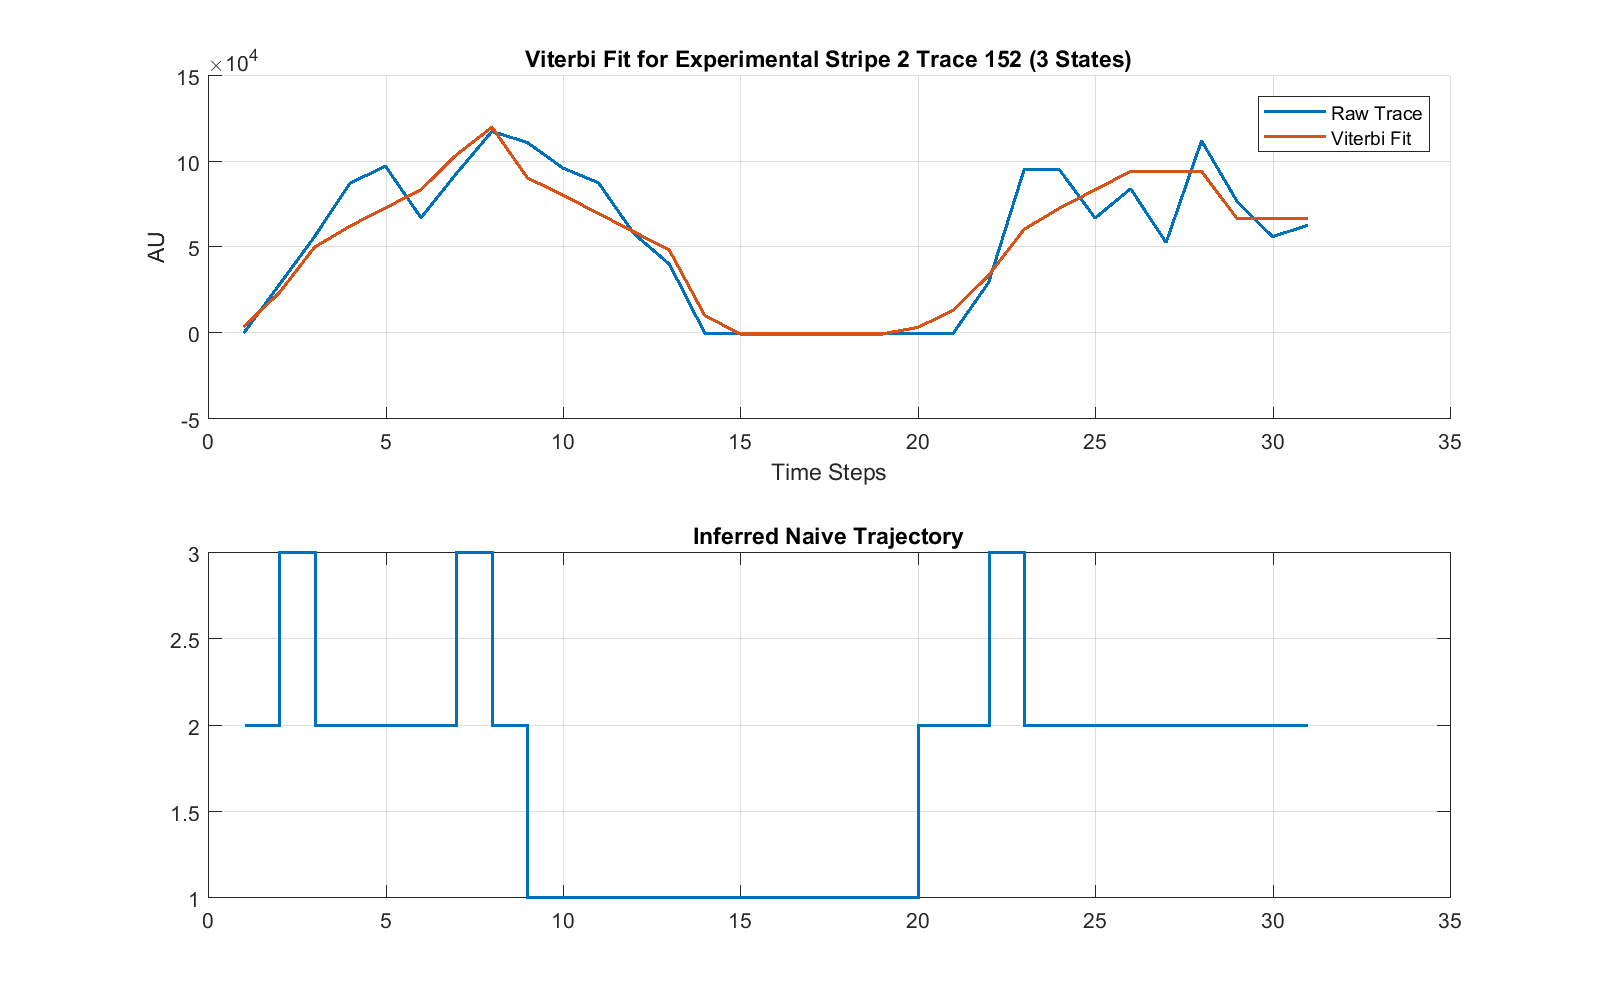 Viterbi Fit for Experimental Stripe 2 Trace 152 (3 States)
×10⁴
15
10
5
0
-5
AU
Raw Trace
Viterbi Fit
0 5 10 15 20 25 30 35
Time Steps
Inferred Naive Trajectory
3
2.5
2
1.5
1
0 5 10 15 20 25 30 35